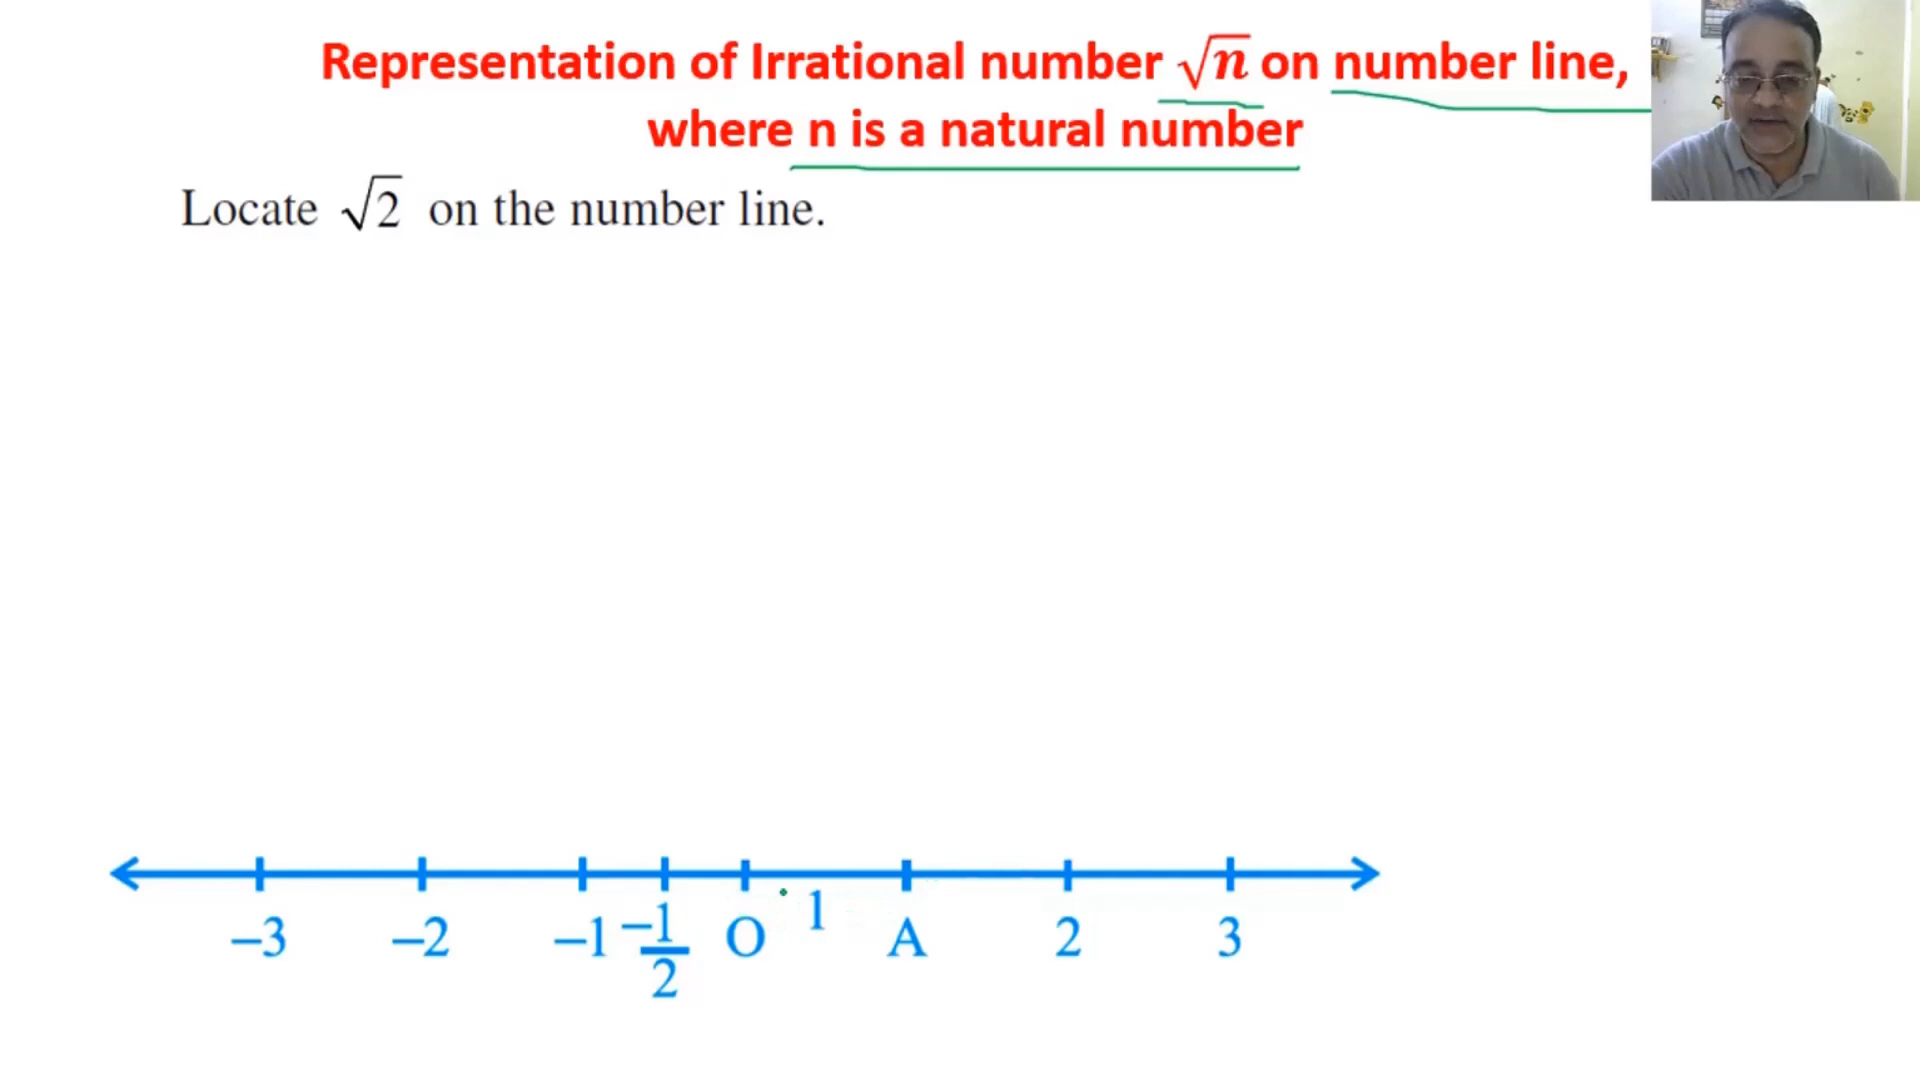 Representation of Irrational number √n on number line,
where n is a natural number
Locate √2 on the number line.
–3 –2 –1 –1/2 O 1 A 2 3